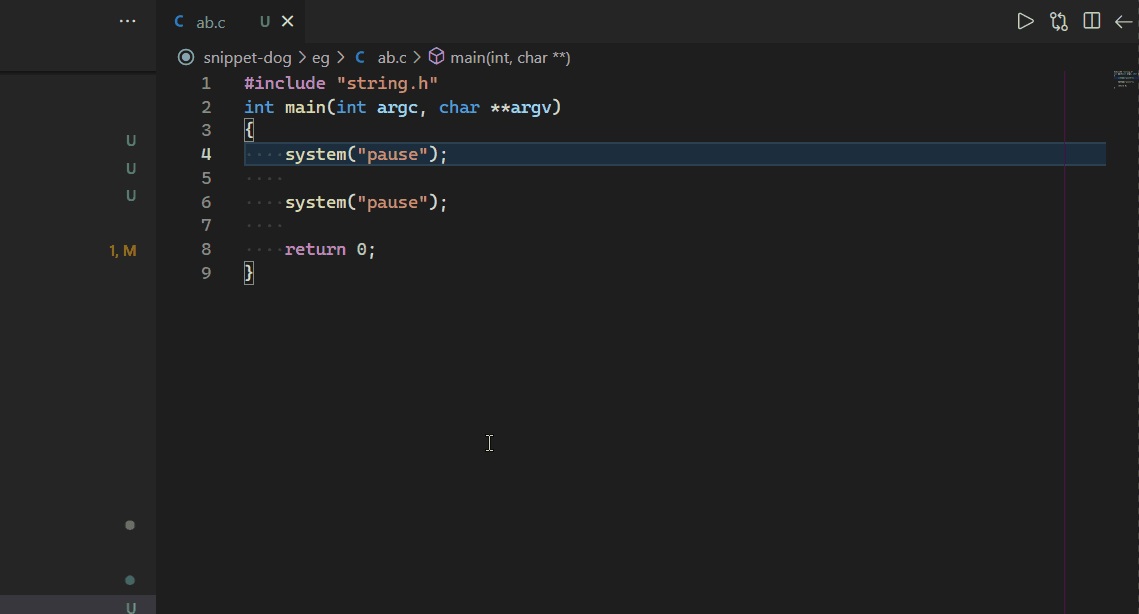 ··· C ab.c U ×
snippet-dog > eg > C ab.c > main(int, char **)
1 #include "string.h"
2 int main(int argc, char **argv)
3 {
4 ····system("pause");
5 ····
6 ····system("pause");
7 ····
8 ····return 0;
9 }
U
U
U
1, M
U